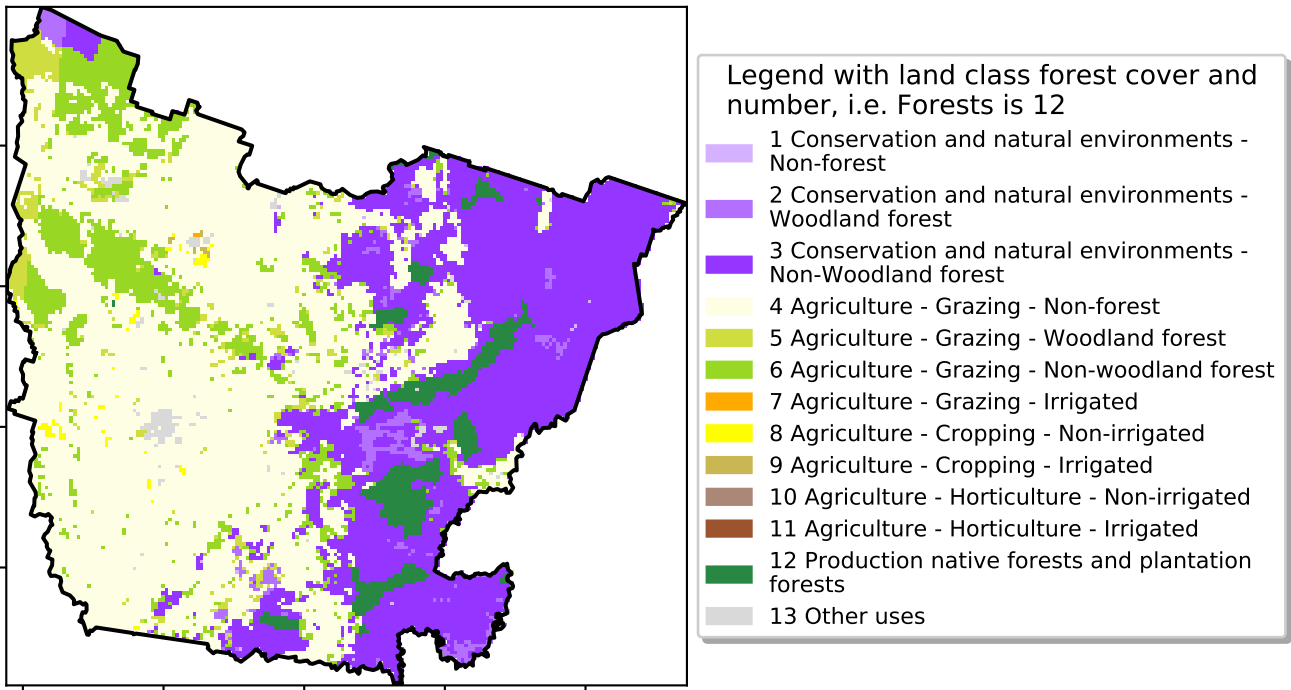 Legend with land class forest cover and
number, i.e. Forests is 12
1 Conservation and natural environments -
Non-forest
2 Conservation and natural environments -
Woodland forest
3 Conservation and natural environments -
Non-Woodland forest
4 Agriculture - Grazing - Non-forest
5 Agriculture - Grazing - Woodland forest
6 Agriculture - Grazing - Non-woodland forest
7 Agriculture - Grazing - Irrigated
8 Agriculture - Cropping - Non-irrigated
9 Agriculture - Cropping - Irrigated
10 Agriculture - Horticulture - Non-irrigated
11 Agriculture - Horticulture - Irrigated
12 Production native forests and plantation
forests
13 Other uses